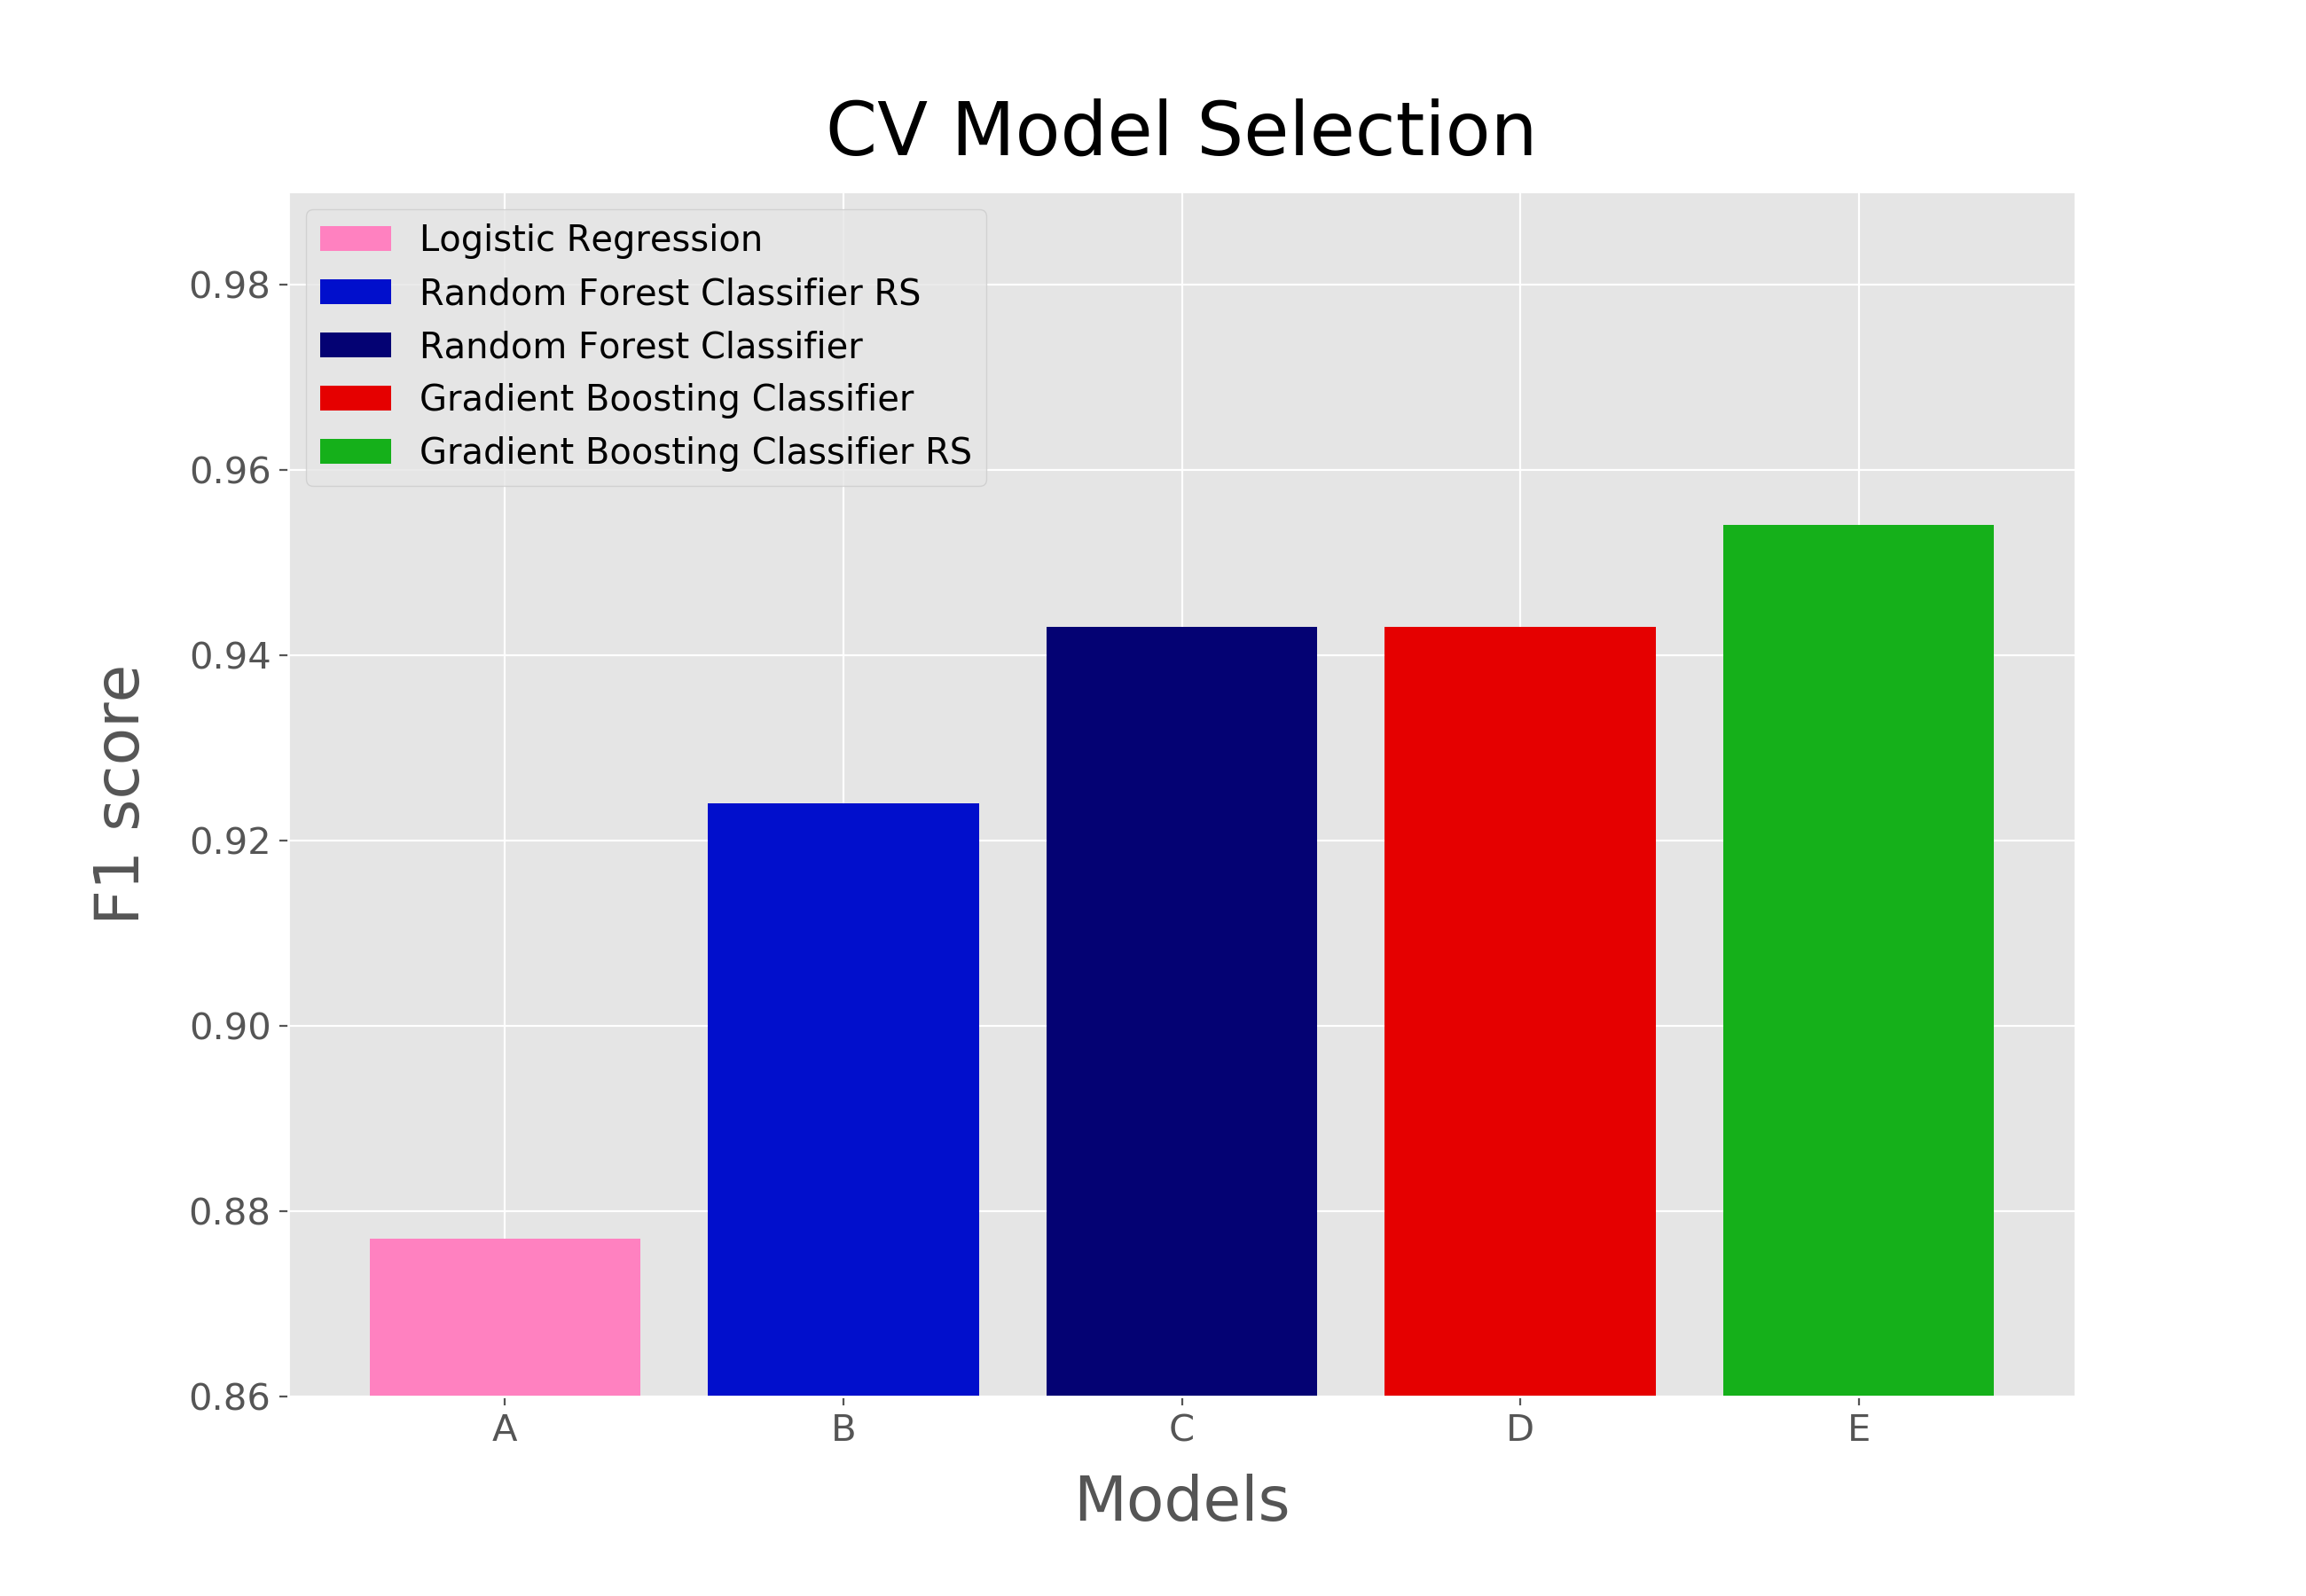 CV Model Selection
Logistic Regression
Random Forest Classifier RS
Random Forest Classifier
Gradient Boosting Classifier
Gradient Boosting Classifier RS
0.98
0.96
0.94
0.92
0.90
0.88
0.86
F1 score
A B C D E
Models